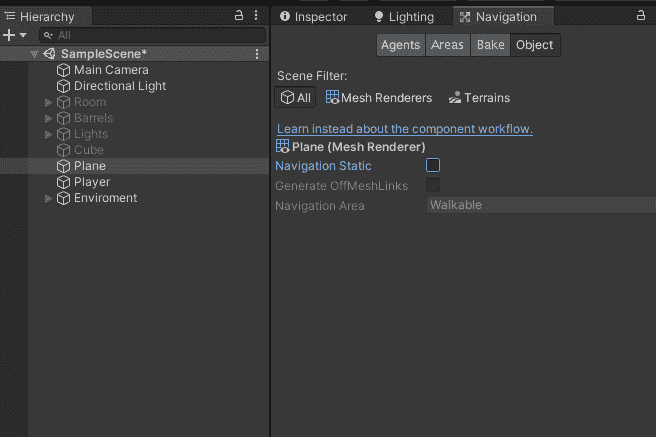 Hierarchy
All
SampleScene*
Main Camera
Directional Light
Room
Barrels
Lights
Cube
Plane
Player
Enviroment
Inspector Lighting Navigation
Agents Areas Bake Object
Scene Filter:
All Mesh Renderers Terrains
Learn instead about the component workflow.
Plane (Mesh Renderer)
Navigation Static
Generate OffMeshLinks
Navigation Area Walkable